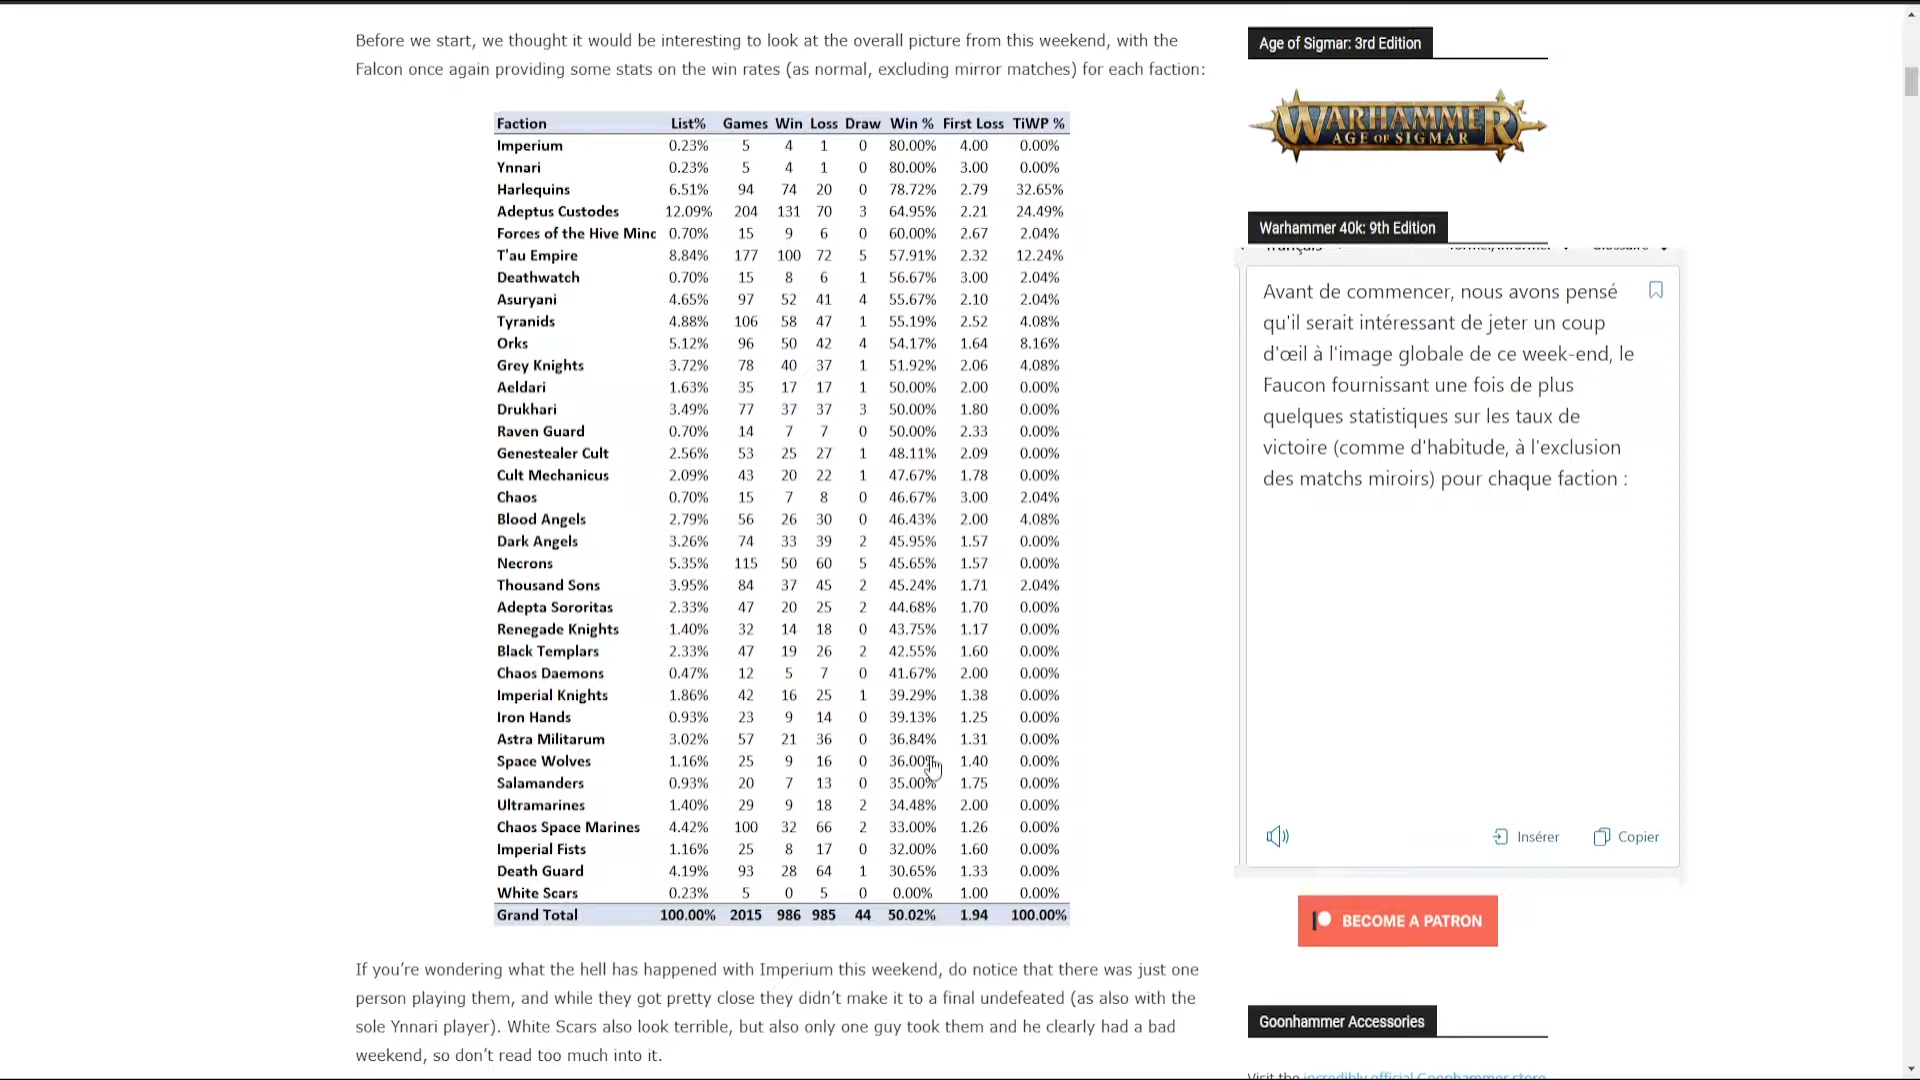 Before we start, we thought it would be interesting to look at the overall picture from this weekend, with the
Falcon once again providing some stats on the win rates (as normal, excluding mirror matches) for each faction:
Faction List% Games Win Loss Draw Win % First Loss TiWP %
Imperium 0.23% 5 4 1 0 80.00% 4.00 0.00%
Ynnari 0.23% 5 4 1 0 80.00% 3.00 0.00%
Harlequins 6.51% 94 74 20 0 78.72% 2.79 32.65%
Adeptus Custodes 12.09% 204 131 70 3 64.95% 2.21 24.49%
Forces of the Hive Minc 0.70% 15 9 6 0 60.00% 2.67 2.04%
T'au Empire 8.84% 177 100 72 5 57.91% 2.32 12.24%
Deathwatch 0.70% 15 8 6 1 56.67% 3.00 2.04%
Asuryani 4.65% 97 52 41 4 55.67% 2.10 2.04%
Tyranids 4.88% 106 58 47 1 55.19% 2.52 4.08%
Orks 5.12% 96 50 42 4 54.17% 1.64 8.16%
Grey Knights 3.72% 78 40 37 1 51.92% 2.06 4.08%
Aeldari 1.63% 35 17 17 1 50.00% 2.00 0.00%
Drukhari 3.49% 77 37 37 3 50.00% 1.80 0.00%
Raven Guard 0.70% 14 7 7 0 50.00% 2.33 0.00%
Genestealer Cult 2.56% 53 25 27 1 48.11% 2.09 0.00%
Cult Mechanicus 2.09% 43 20 22 1 47.67% 1.78 0.00%
Chaos 0.70% 15 7 8 0 46.67% 3.00 2.04%
Blood Angels 2.79% 56 26 30 0 46.43% 2.00 4.08%
Dark Angels 3.26% 74 33 39 2 45.95% 1.57 0.00%
Necrons 5.35% 115 50 60 5 45.65% 1.57 0.00%
Thousand Sons 3.95% 84 37 45 2 45.24% 1.71 2.04%
Adepta Sororitas 2.33% 47 20 25 2 44.68% 1.70 0.00%
Renegade Knights 1.40% 32 14 18 0 43.75% 1.17 0.00%
Black Templars 2.33% 47 19 26 2 42.55% 1.60 0.00%
Chaos Daemons 0.47% 12 5 7 0 41.67% 2.00 0.00%
Imperial Knights 1.86% 42 16 25 1 39.29% 1.38 0.00%
Iron Hands 0.93% 23 9 14 0 39.13% 1.25 0.00%
Astra Militarum 3.02% 57 21 36 0 36.84% 1.31 0.00%
Space Wolves 1.16% 25 9 16 0 36.00% 1.40 0.00%
Salamanders 0.93% 20 7 13 0 35.00% 1.75 0.00%
Ultramarines 1.40% 29 9 18 2 34.48% 2.00 0.00%
Chaos Space Marines 4.42% 100 32 66 2 33.00% 1.26 0.00%
Imperial Fists 1.16% 25 8 17 0 32.00% 1.60 0.00%
Death Guard 4.19% 93 28 64 1 30.65% 1.33 0.00%
White Scars 0.23% 5 0 5 0 0.00% 1.00 0.00%
Grand Total 100.00% 2015 986 985 44 50.02% 1.94 100.00%
If you’re wondering what the hell has happened with Imperium this weekend, do notice that there was just one
person playing them, and while they got pretty close they didn’t make it to a final undefeated (as also with the
sole Ynnari player). White Scars also look terrible, but also only one guy took them and he clearly had a bad
weekend, so don’t read too much into it.
Age of Sigmar: 3rd Edition
WARHAMMER
AGE OF SIGMAR
Warhammer 40k: 9th Edition
Avant de commencer, nous avons pensé
qu'il serait intéressant de jeter un coup
d'œil à l'image globale de ce week-end, le
Faucon fournissant une fois de plus
quelques statistiques sur les taux de
victoire (comme d'habitude, à l'exclusion
des matchs miroirs) pour chaque faction :
Insérer Copier
BECOME A PATRON
Goonhammer Accessories
Visit the incredibly official Goonhammer store